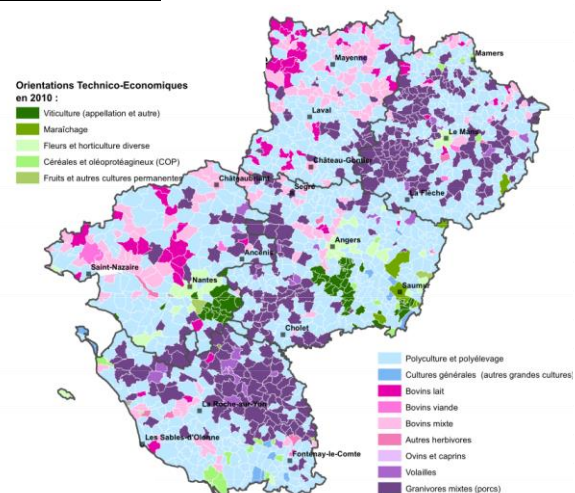 Orientations Technico-Economiques
en 2010 :
Viticulture (appellation et autre)
Maraîchage
Fleurs et horticulture diverse
Céréales et oléoprotéagineux (COP)
Fruits et autres cultures permanentes
Mayenne
Mamers
Laval
Le Mans
Château-Gontier
Châteaubriant
Segré
La Flèche
Ancenis
Angers
Saint-Nazaire
Nantes
Saumur
Cholet
La Roche-sur-Yon
Les Sables-d'Olonne
Fontenay-le-Comte
Polyculture et polyélevage
Cultures générales (autres grandes cultures)
Bovins lait
Bovins viande
Bovins mixte
Autres herbivores
Ovins et caprins
Volailles
Granivores mixtes (porcs)